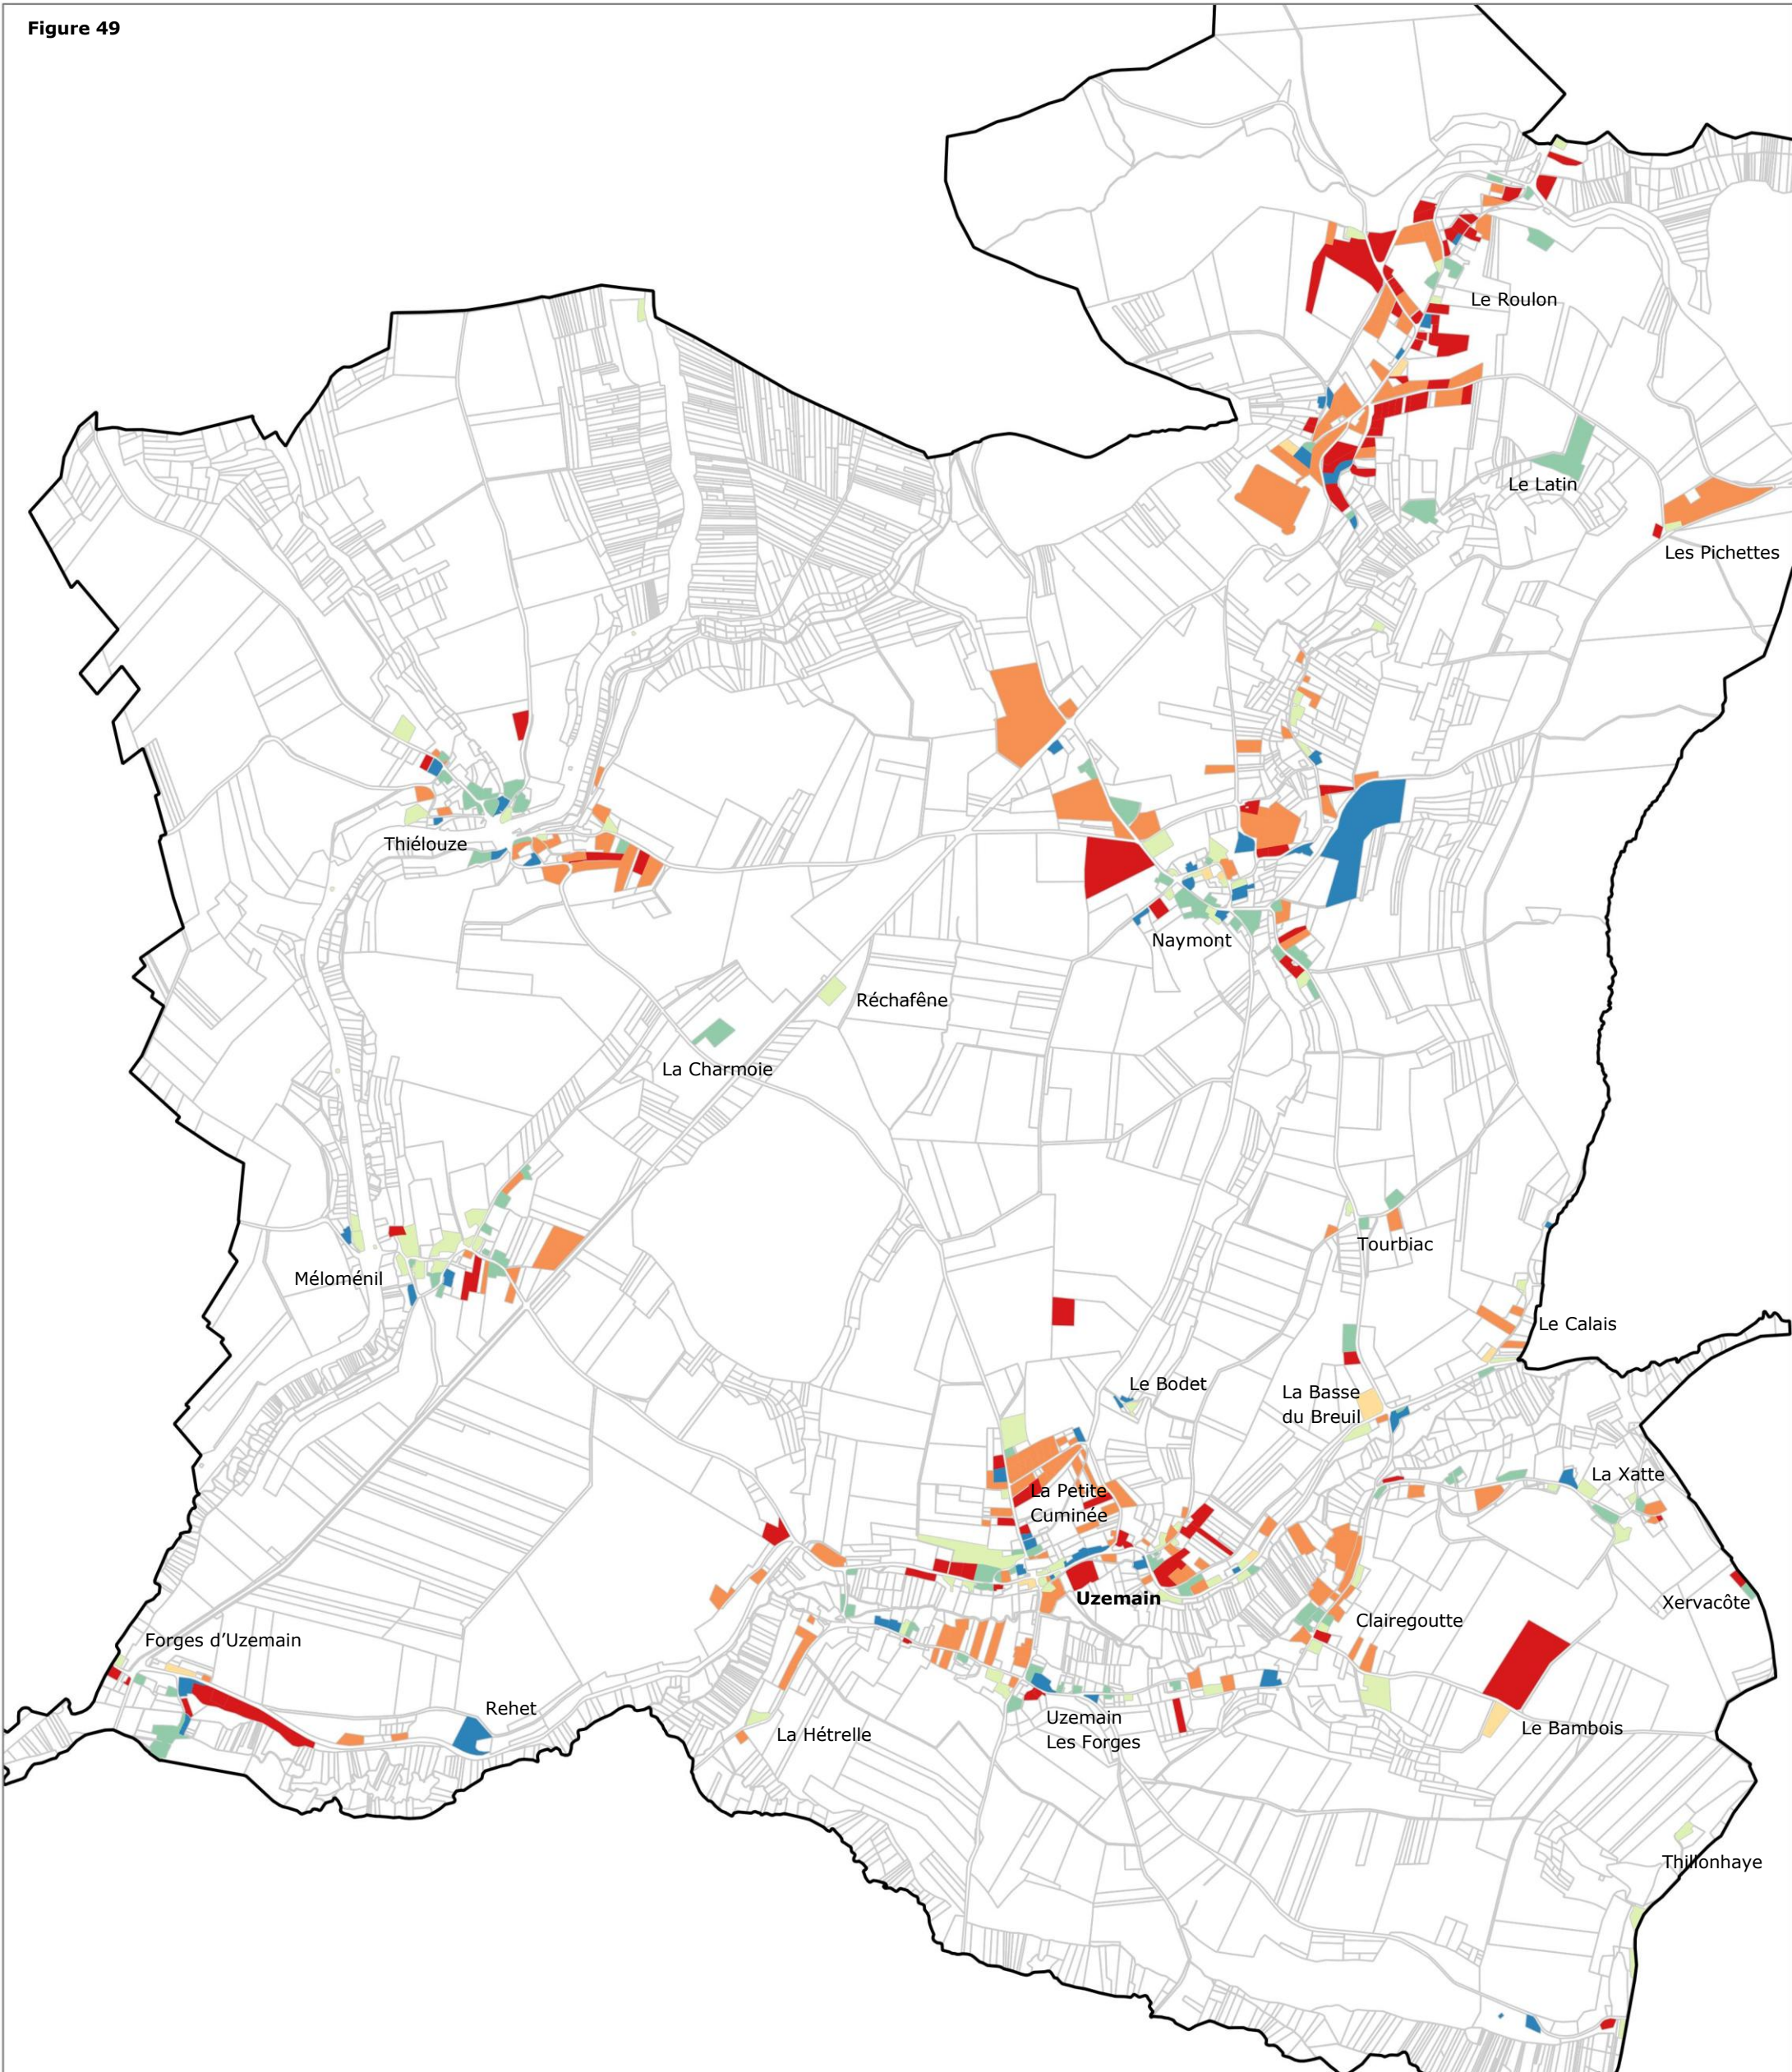 Figure 49
Le Roulon
Le Latin
Les Pichettes
Thiélouze
Naymont
Réchafêne
La Charmoie
Tourbiac
Méloménil
Le Calais
Le Bodet
La Basse
du Breuil
La Xatte
La Petite
Cuminée
Uzemain
Xervacôte
Clairegoutte
Forges d’Uzemain
Rehet
Uzemain
Les Forges
Le Bambois
La Hétrelle
Thillonhaye